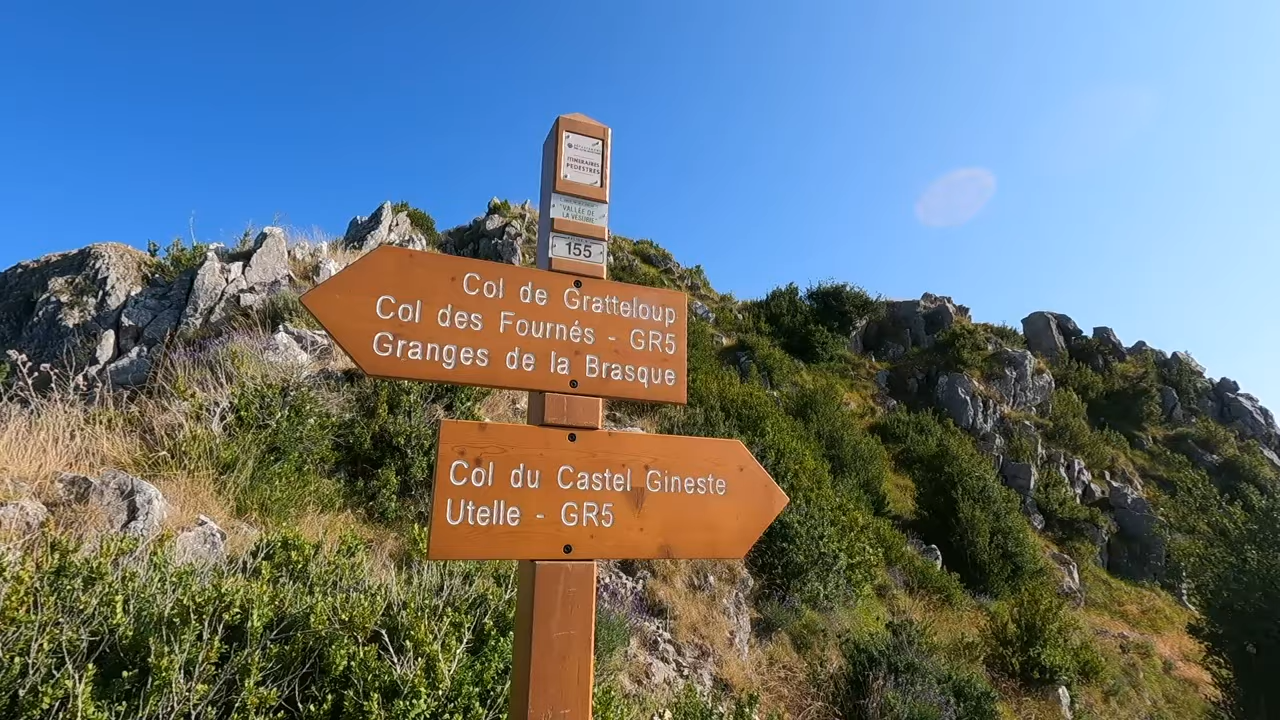 ITINÉRAIRES
PÉDESTRES
"VALLÉE DE
LA VÉSUBIE"
155
Col de Gratteloup
Col des Fournés - GR5
Granges de la Brasque
Col du Castel Gineste
Utelle - GR5